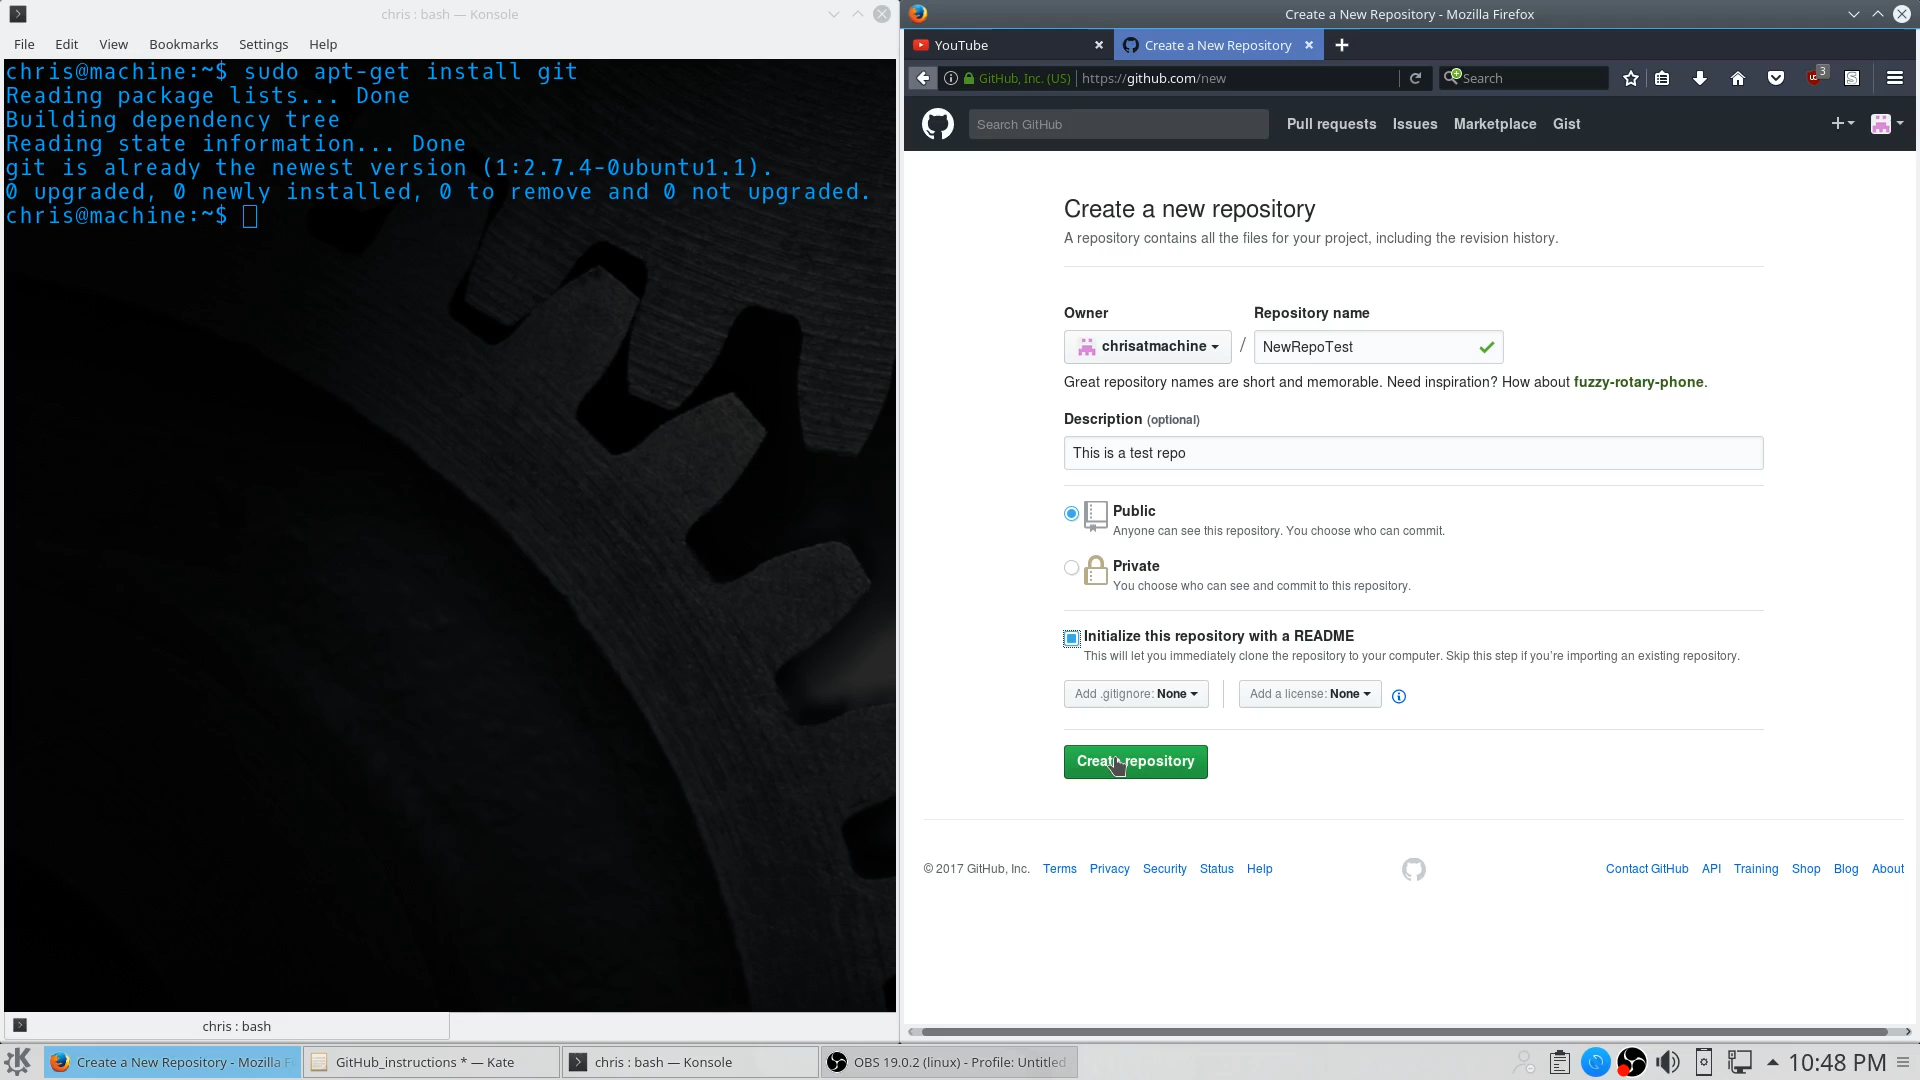 chris : bash — Konsole
File Edit View Bookmarks Settings Help
chris@machine:~$ sudo apt-get install git
Reading package lists... Done
Building dependency tree
Reading state information... Done
git is already the newest version (1:2.7.4-0ubuntu1.1).
0 upgraded, 0 newly installed, 0 to remove and 0 not upgraded.
chris@machine:~$
chris : bash
Create a New Repository - Mozilla Firefox
YouTube
Create a New Repository
GitHub, Inc. (US)
https://github.com/new
Search
3
Search GitHub
Pull requests Issues Marketplace Gist
Create a new repository
A repository contains all the files for your project, including the revision history.
Owner
Repository name
chrisatmachine / NewRepoTest
Great repository names are short and memorable. Need inspiration? How about fuzzy-rotary-phone.
Description (optional)
This is a test repo
Public
Anyone can see this repository. You choose who can commit.
Private
You choose who can see and commit to this repository.
Initialize this repository with a README
This will let you immediately clone the repository to your computer. Skip this step if you’re importing an existing repository.
Add .gitignore: None
Add a license: None
Create repository
© 2017 GitHub, Inc. Terms Privacy Security Status Help
Contact GitHub API Training Shop Blog About
Create a New Repository - Mozilla Fi
GitHub_instructions * — Kate
chris : bash — Konsole
OBS 19.0.2 (linux) - Profile: Untitled
10:48 PM